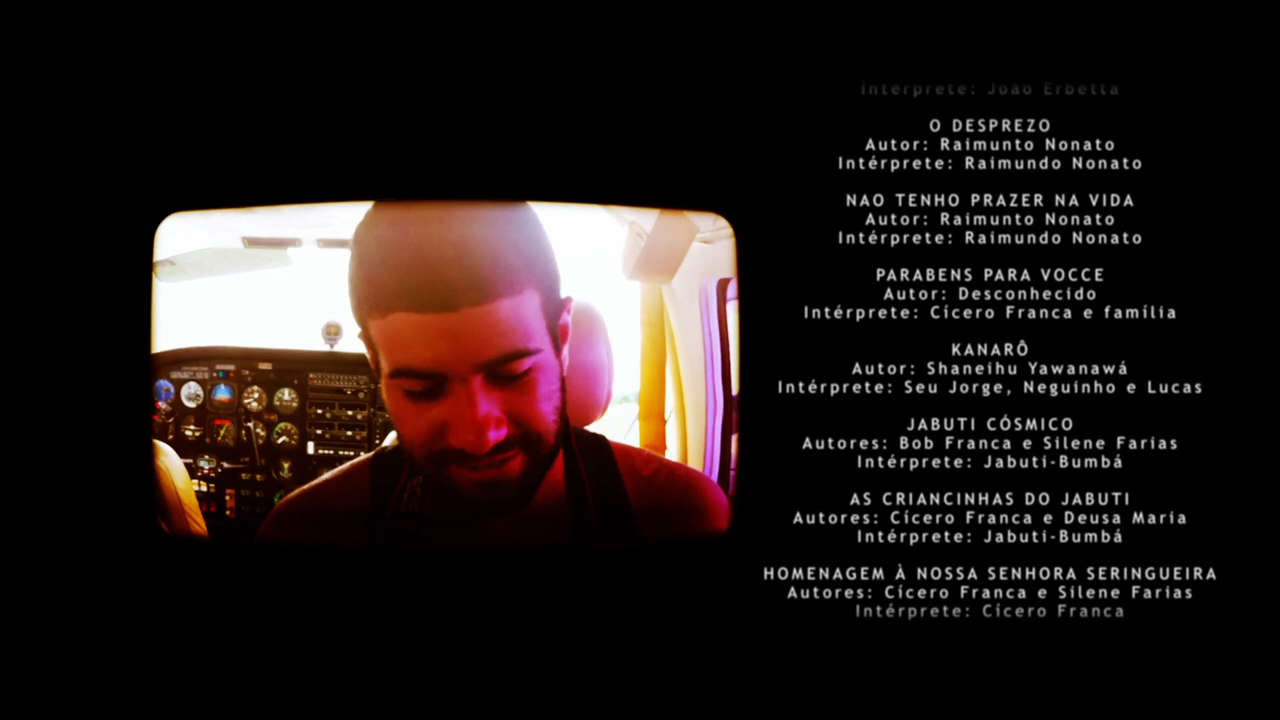 Intérprete: João Erbetta
O DESPREZO
Autor: Raimunto Nonato
Intérprete: Raimundo Nonato
NAO TENHO PRAZER NA VIDA
Autor: Raimunto Nonato
Intérprete: Raimundo Nonato
PARABENS PARA VOCCE
Autor: Desconhecido
Intérprete: Cícero Franca e família
KANARÔ
Autor: Shaneihu Yawanawá
Intérprete: Seu Jorge, Neguinho e Lucas
JABUTI CÓSMICO
Autores: Bob Franca e Silene Farias
Intérprete: Jabuti-Bumbá
AS CRIANCINHAS DO JABUTI
Autores: Cícero Franca e Deusa Maria
Intérprete: Jabuti-Bumbá
HOMENAGEM À NOSSA SENHORA SERINGUEIRA
Autores: Cícero Franca e Silene Farias
Intérprete: Cícero Franca